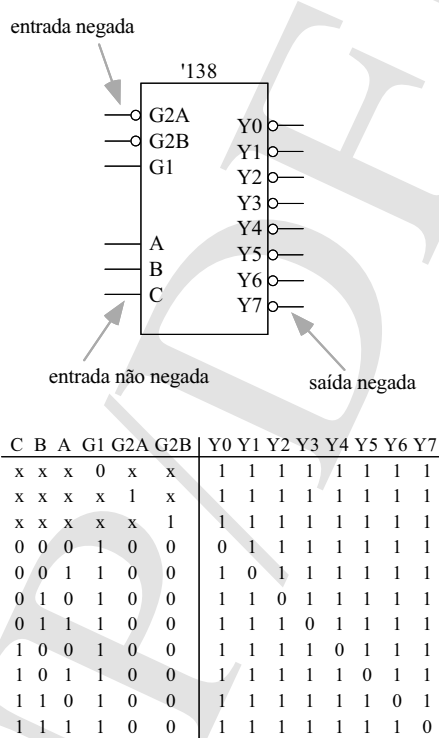 entrada negada
'138
G2A
G2B
G1
A
B
C
Y0
Y1
Y2
Y3
Y4
Y5
Y6
Y7
entrada não negada
saída negada
C B A G1 G2A G2B Y0 Y1 Y2 Y3 Y4 Y5 Y6 Y7
x x x 0 x x 1 1 1 1 1 1 1 1
x x x x 1 x 1 1 1 1 1 1 1 1
x x x x x 1 1 1 1 1 1 1 1 1
0 0 0 1 0 0 0 1 1 1 1 1 1 1
0 0 1 1 0 0 1 0 1 1 1 1 1 1
0 1 0 1 0 0 1 1 0 1 1 1 1 1
0 1 1 1 0 0 1 1 1 0 1 1 1 1
1 0 0 1 0 0 1 1 1 1 0 1 1 1
1 0 1 1 0 0 1 1 1 1 1 0 1 1
1 1 0 1 0 0 1 1 1 1 1 1 0 1
1 1 1 1 0 0 1 1 1 1 1 1 1 0